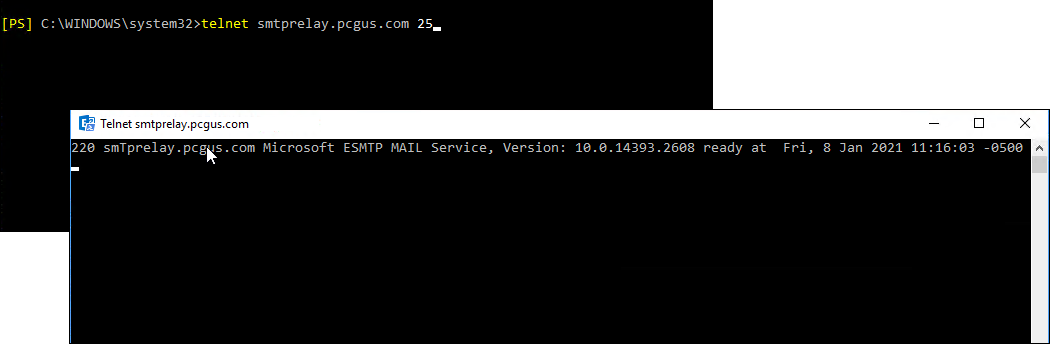 [PS] C:\WINDOWS\system32>telnet smtprelay.pcgus.com 25
Telnet smtprelay.pcgus.com
220 smTprelay.pcgus.com Microsoft ESMTP MAIL Service, Version: 10.0.14393.2608 ready at  Fri, 8 Jan 2021 11:16:03 -0500